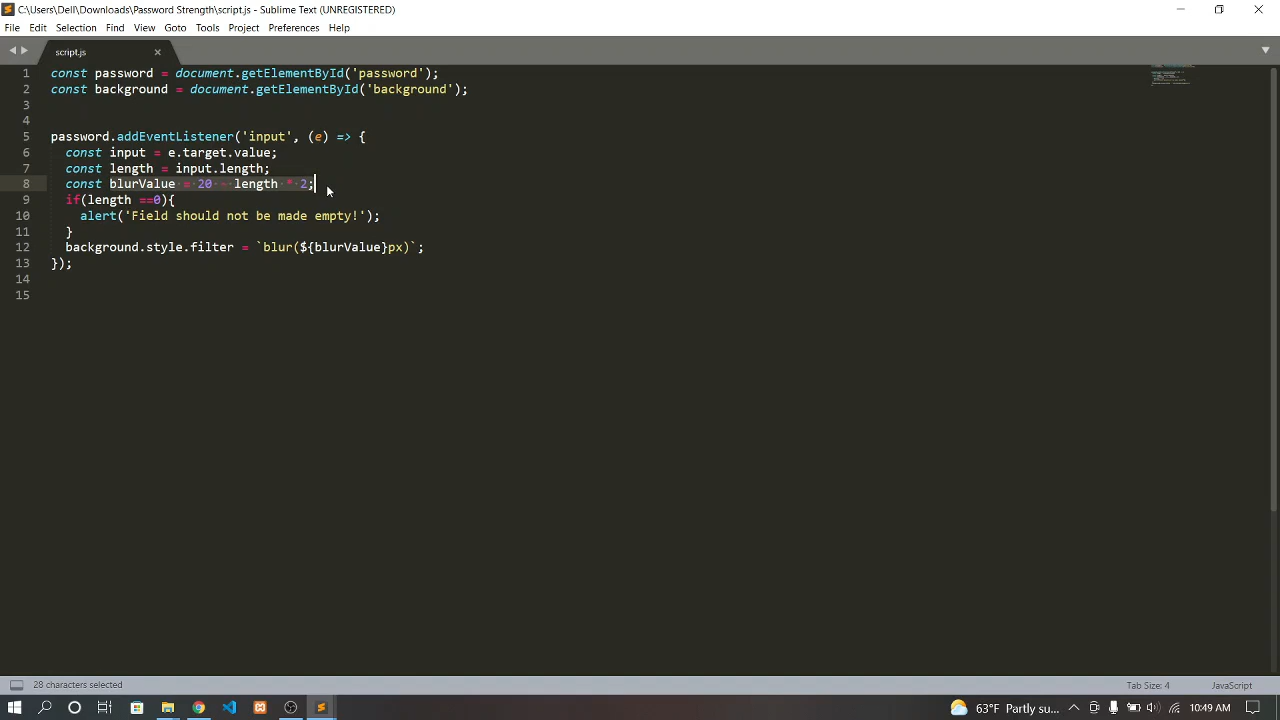 C:\Users\Dell\Downloads\Password Strength\script.js - Sublime Text (UNREGISTERED)
File Edit Selection Find View Goto Tools Project Preferences Help
script.js
1 const password = document.getElementById('password');
2 const background = document.getElementById('background');
3
4
5 password.addEventListener('input', (e) => {
6 const input = e.target.value;
7 const length = input.length;
8 const blurValue = 20 - length * 2;
9 if(length ==0){
10 alert('Field should not be made empty!');
11 }
12 background.style.filter = `blur(${blurValue}px)`;
13 });
14
15
28 characters selected
Tab Size: 4
JavaScript
63°F Partly su...
10:49 AM